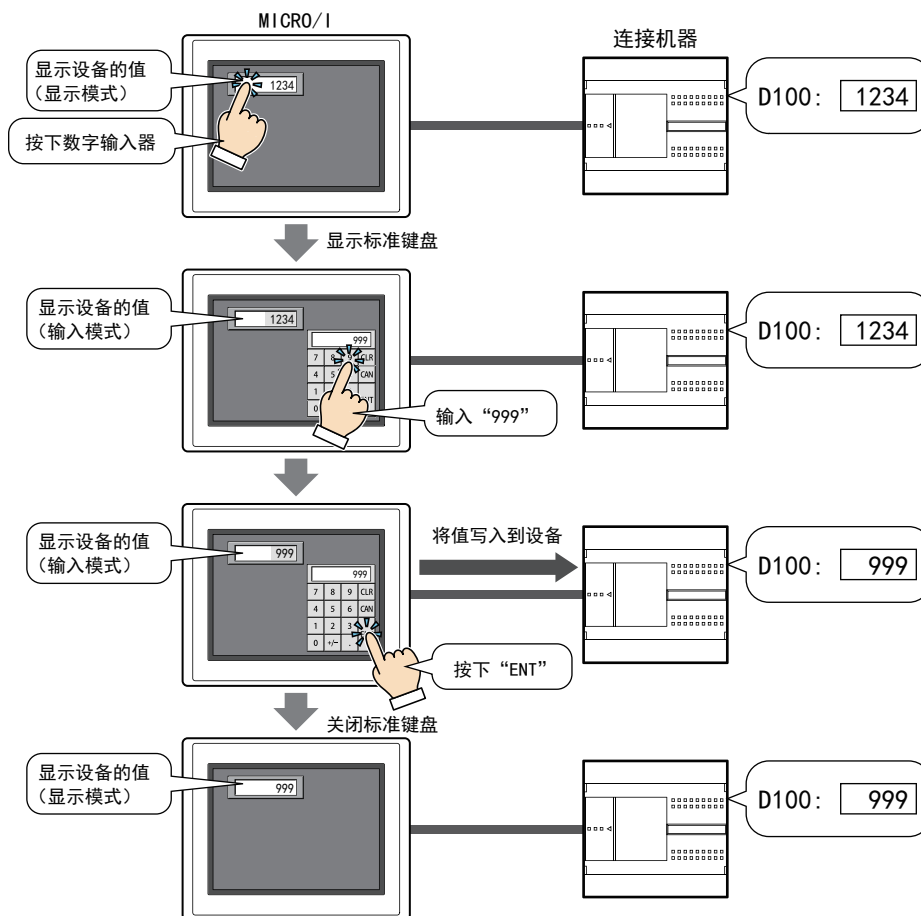 MICRO/I
连接机器
显示设备的值
（显示模式）
1234
D100: 1234
按下数字输入器
显示标准键盘
显示设备的值
（输入模式）
1234
D100: 1234
999
7 8 9 CLR
4 5 CAN
1
0
输入“999”
显示设备的值
（输入模式）
999
将值写入到设备
D100: 999
999
7 8 9 CLR
4 5 6 CAN
1 2 3
0 +/- .
按下“ENT”
关闭标准键盘
显示设备的值
（显示模式）
999
D100: 999